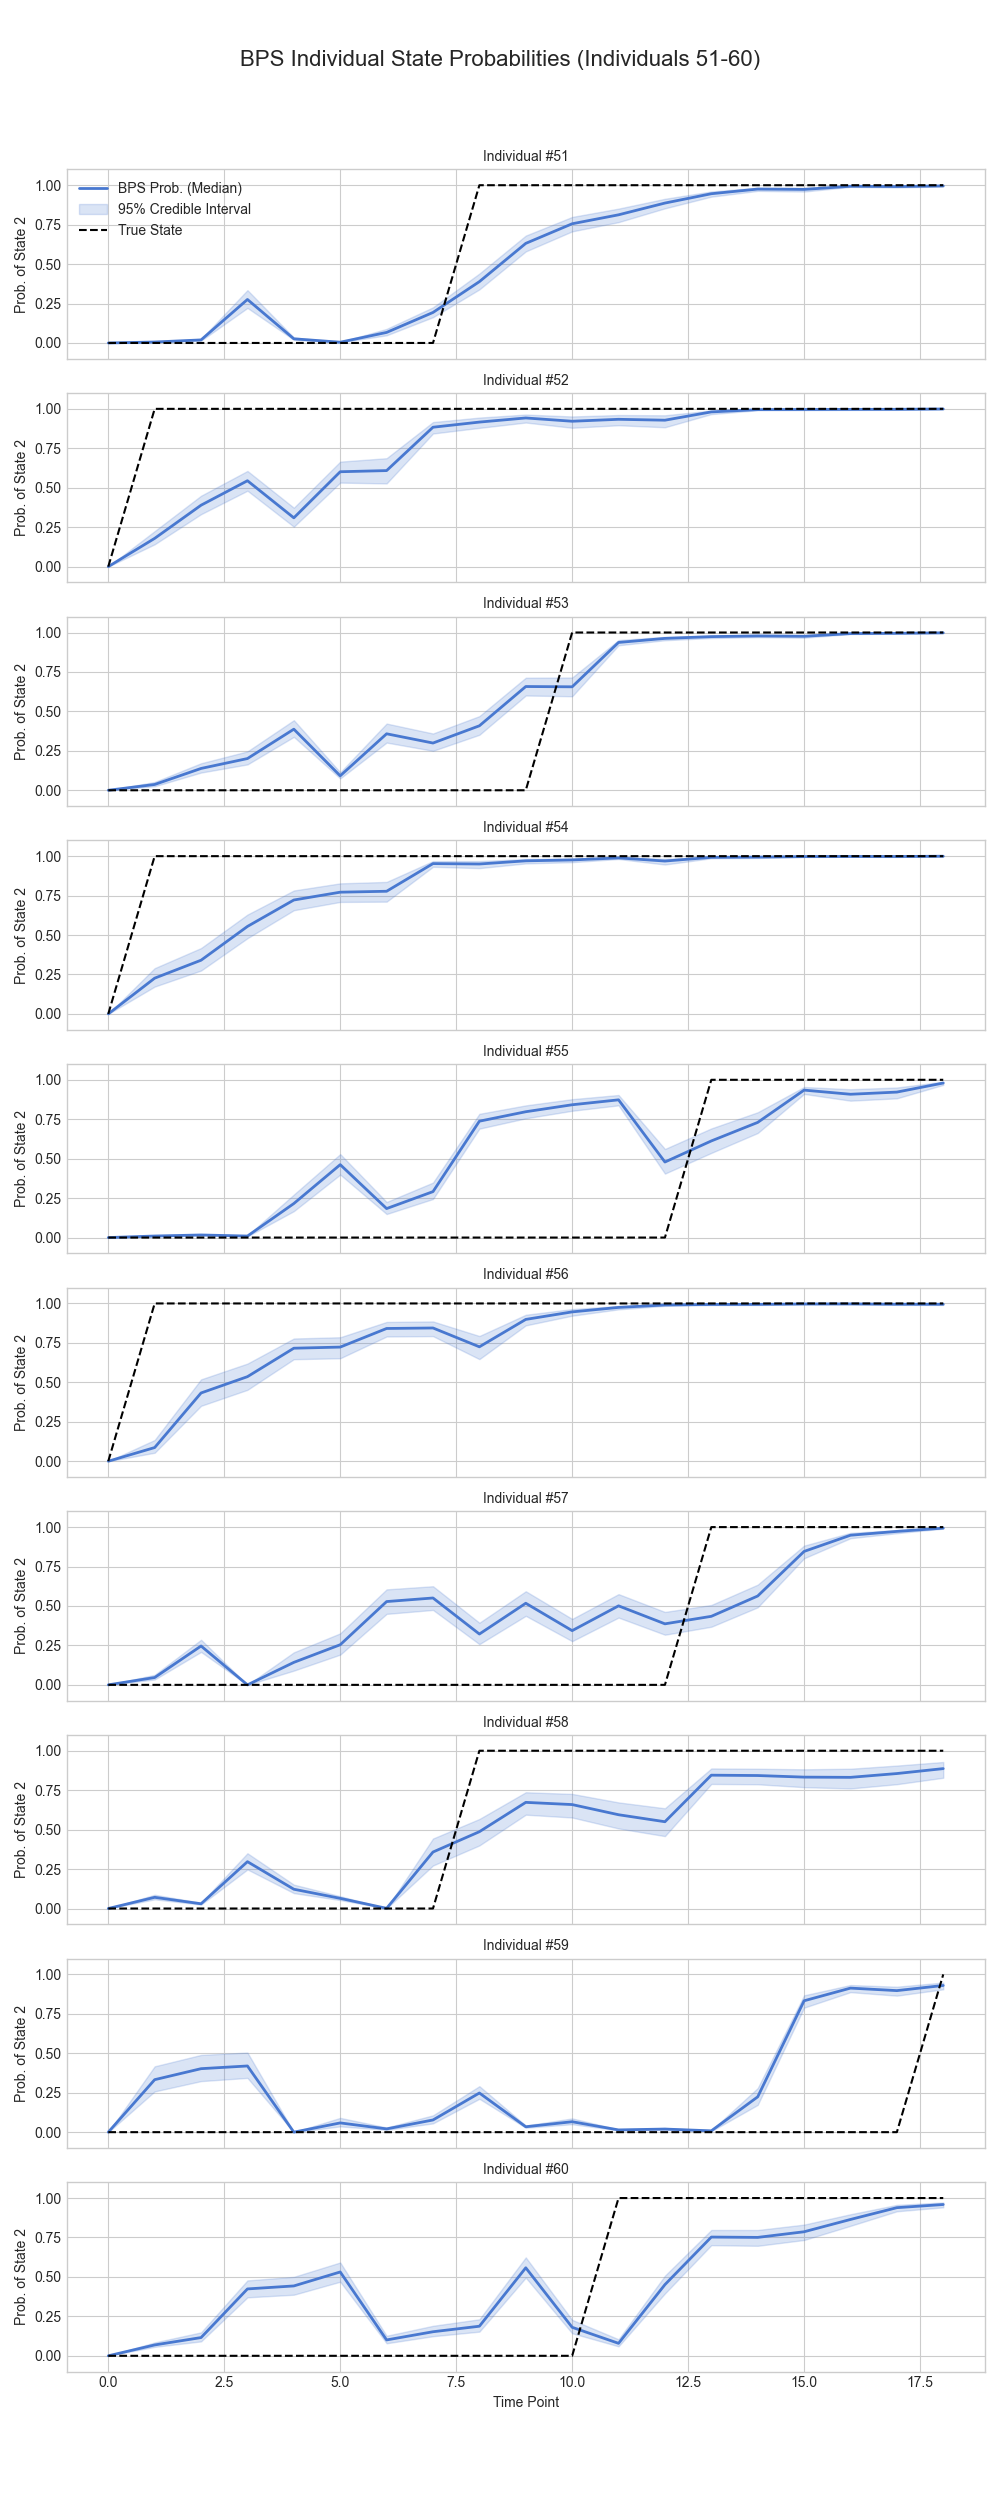 BPS Individual State Probabilities (Individuals 51-60)
Individual #51
Prob. of State 2
1.00
0.75
0.50
0.25
0.00
BPS Prob. (Median)
95% Credible Interval
True State
Individual #52
Prob. of State 2
1.00
0.75
0.50
0.25
0.00
Individual #53
Prob. of State 2
1.00
0.75
0.50
0.25
0.00
Individual #54
Prob. of State 2
1.00
0.75
0.50
0.25
0.00
Individual #55
Prob. of State 2
1.00
0.75
0.50
0.25
0.00
Individual #56
Prob. of State 2
1.00
0.75
0.50
0.25
0.00
Individual #57
Prob. of State 2
1.00
0.75
0.50
0.25
0.00
Individual #58
Prob. of State 2
1.00
0.75
0.50
0.25
0.00
Individual #59
Prob. of State 2
1.00
0.75
0.50
0.25
0.00
Individual #60
Prob. of State 2
1.00
0.75
0.50
0.25
0.00
0.0 2.5 5.0 7.5 10.0 12.5 15.0 17.5
Time Point